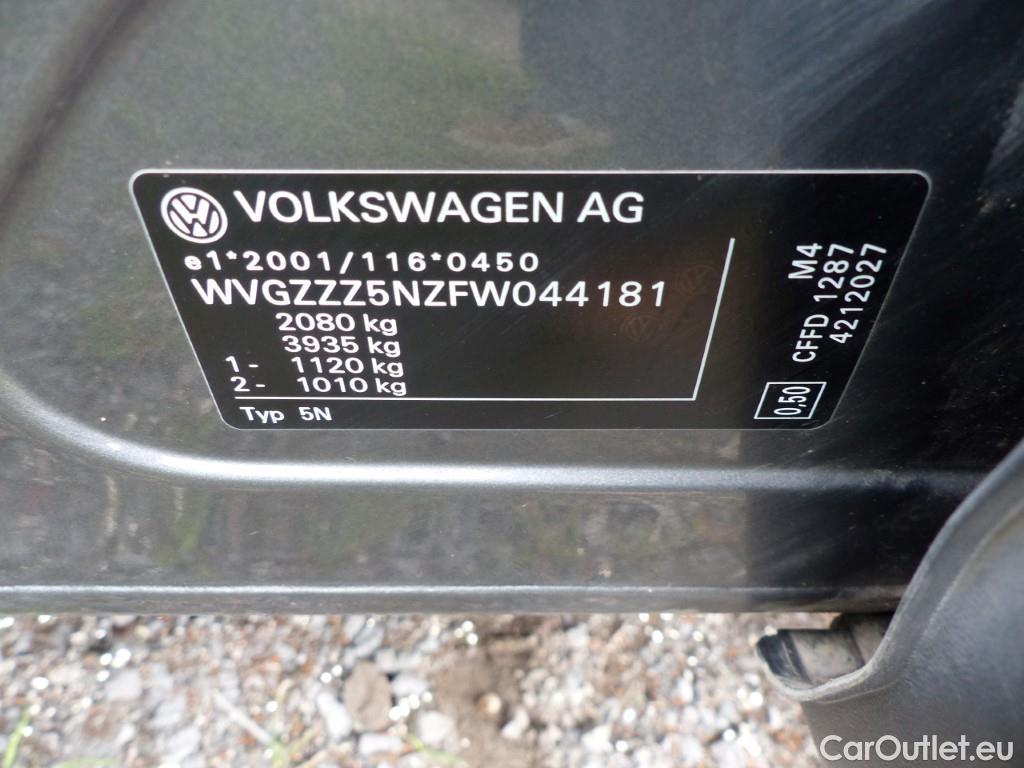 VOLKSWAGEN AG
e1*2001/116*0450
WVGZZZ5NZFW044181
2080 kg
3935 kg
1- 1120 kg
2- 1010 kg
Typ 5N
M4
CFFD 1287
4212027
0,50
CarOutlet.eu